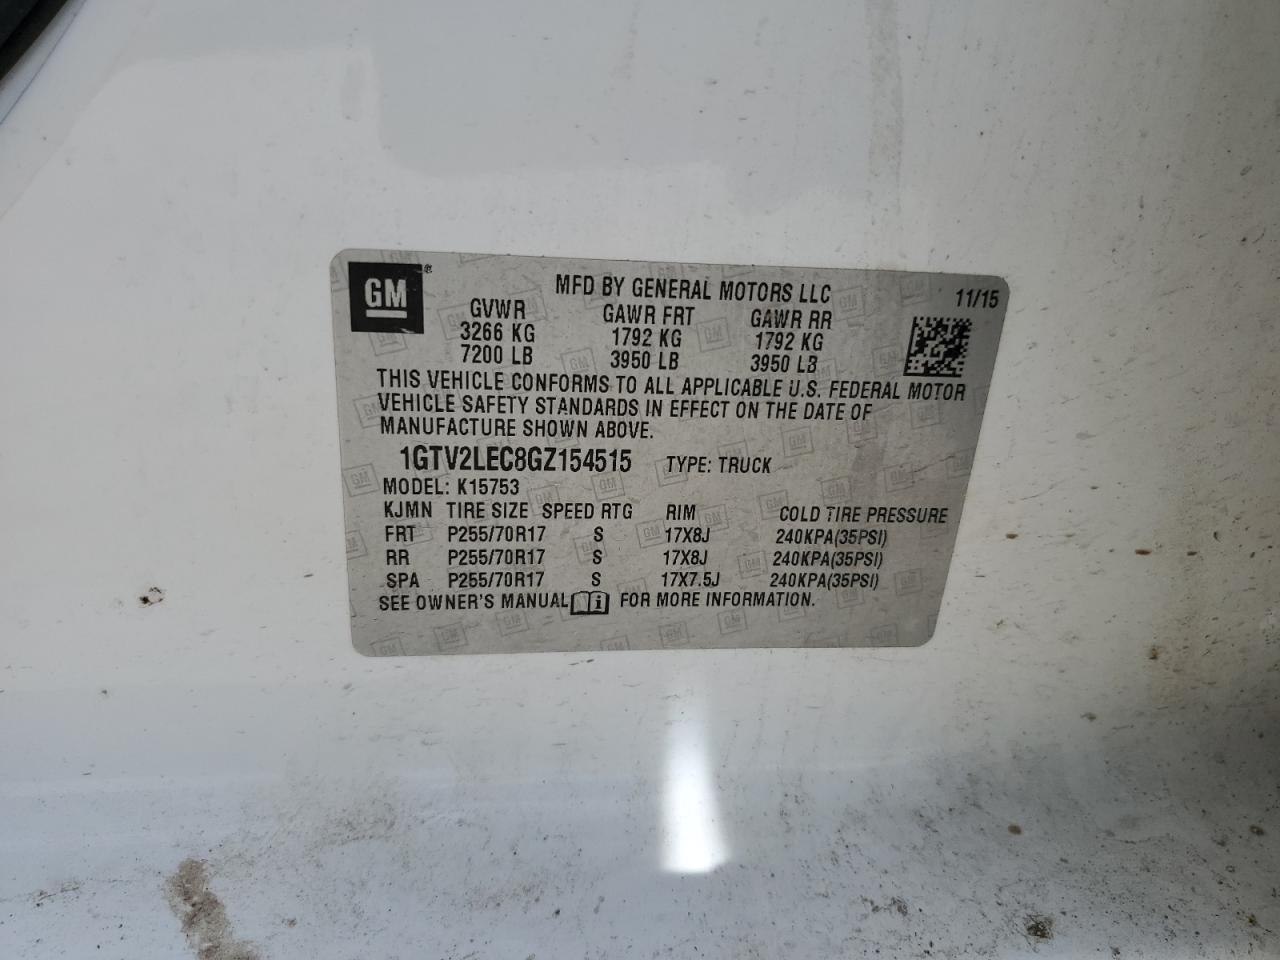 GM®
MFD BY GENERAL MOTORS LLC 11/15
GVWR GAWR FRT GAWR RR
3266 KG 1792 KG 1792 KG
7200 LB 3950 LB 3950 LB
THIS VEHICLE CONFORMS TO ALL APPLICABLE U.S. FEDERAL MOTOR
VEHICLE SAFETY STANDARDS IN EFFECT ON THE DATE OF
MANUFACTURE SHOWN ABOVE.
1GTV2LEC8GZ154515 TYPE: TRUCK
MODEL: K15753
KJMN TIRE SIZE SPEED RTG RIM COLD TIRE PRESSURE
FRT P255/70R17 S 17X8J 240KPA(35PSI)
RR P255/70R17 S 17X8J 240KPA(35PSI)
SPA P255/70R17 S 17X7.5J 240KPA(35PSI)
SEE OWNER'S MANUAL i FOR MORE INFORMATION.